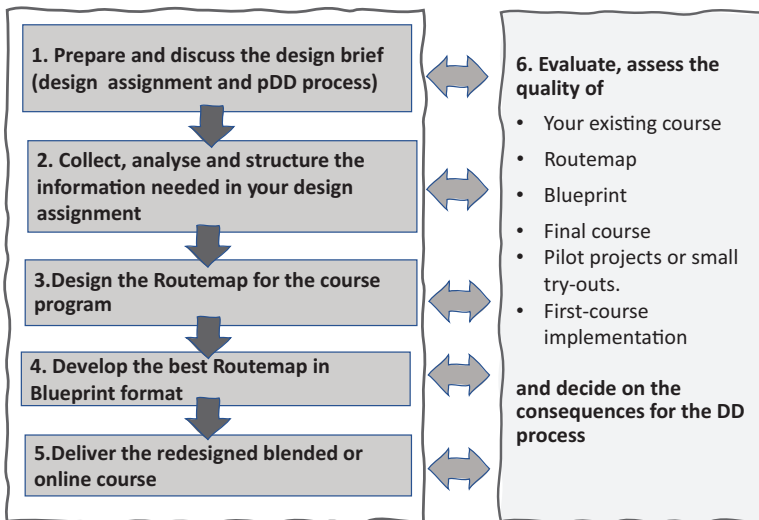 1. Prepare and discuss the design brief
(design assignment and pDD process)
2. Collect, analyse and structure the
information needed in your design
assignment
3.Design the Routemap for the course
program
4. Develop the best Routemap in
Blueprint format
5.Deliver the redesigned blended or
online course
6. Evaluate, assess the
quality of
• Your existing course
• Routemap
• Blueprint
• Final course
• Pilot projects or small
try-outs.
• First-course
implementation
and decide on the
consequences for the DD
process